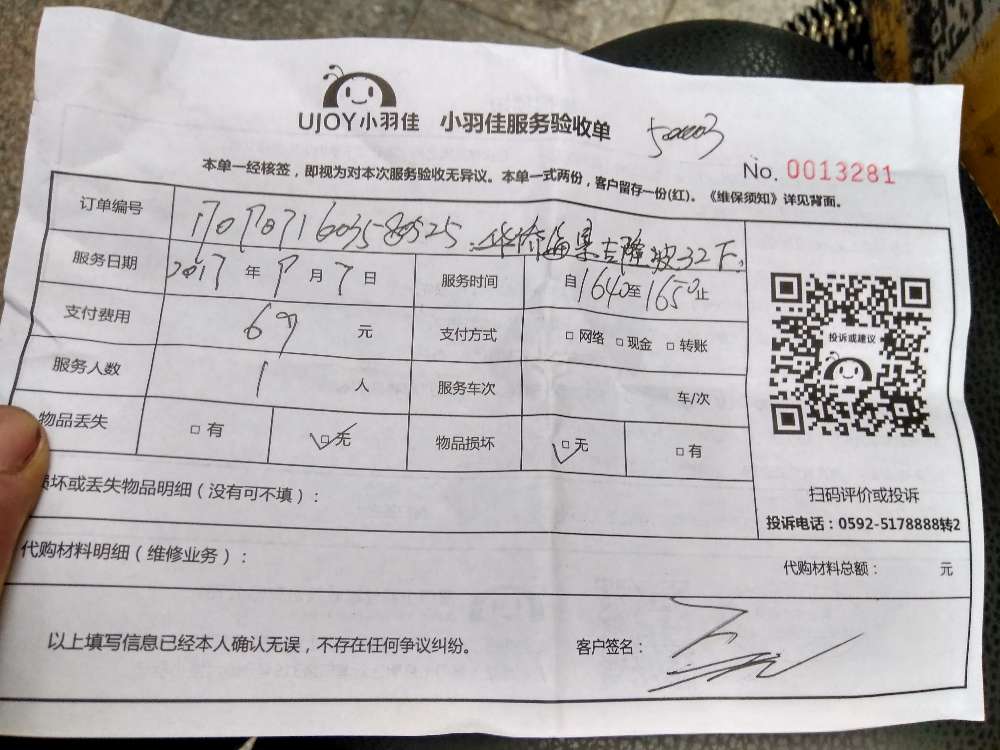 UJOY小羽佳 小羽佳服务验收单 50003
No. 0013281
本单一经核签，即视为对本次服务验收无异议。本单一式两份，客户留存一份(红)。《维保须知》详见背面。
订单编号
服务日期 2017 年 9 月 7 日 服务时间 自1640至1650止
支付费用 69 元 支付方式 □ 网络 □ 现金 □ 转账
服务人数 1 人 服务车次 车/次
物品丢失 □ 有 □ 无 物品损坏 □ 无 □ 有
投诉或建议
扫码评价或投诉
投诉电话：0592-5178888转2
坏或丢失物品明细（没有可不填）：
代购材料明细（维修业务）： 代购材料总额： 元
以上填写信息已经本人确认无误，不存在任何争议纠纷。 客户签名：